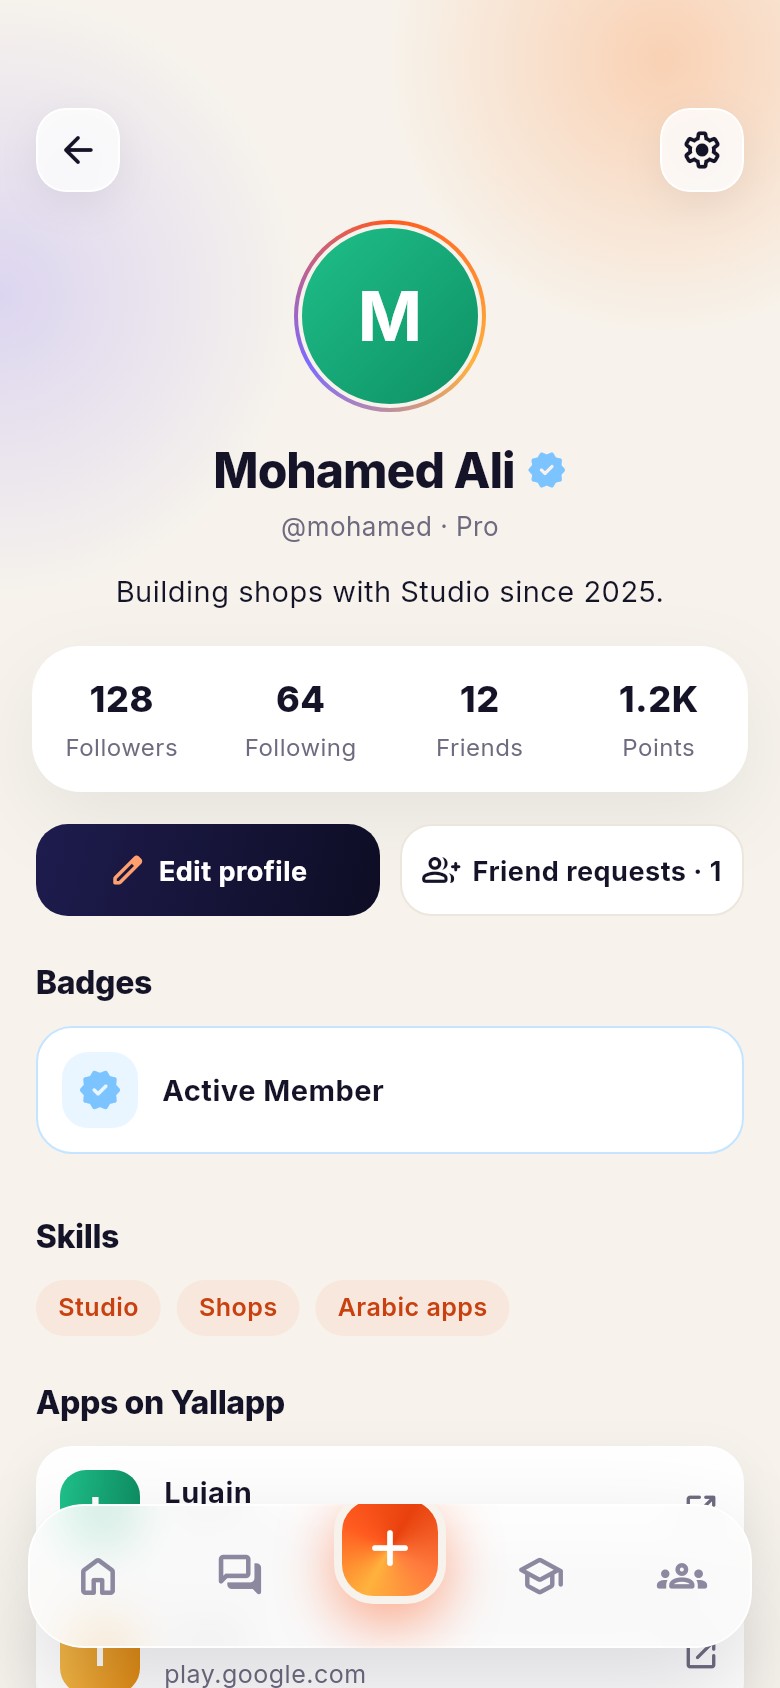 M
Mohamed Ali
@mohamed · Pro
Building shops with Studio since 2025.
128 64 12 1.2K
Followers Following Friends Points
Edit profile Friend requests · 1
Badges
Active Member
Skills
Studio Shops Arabic apps
Apps on Yallapp
Lujain
play.google.com